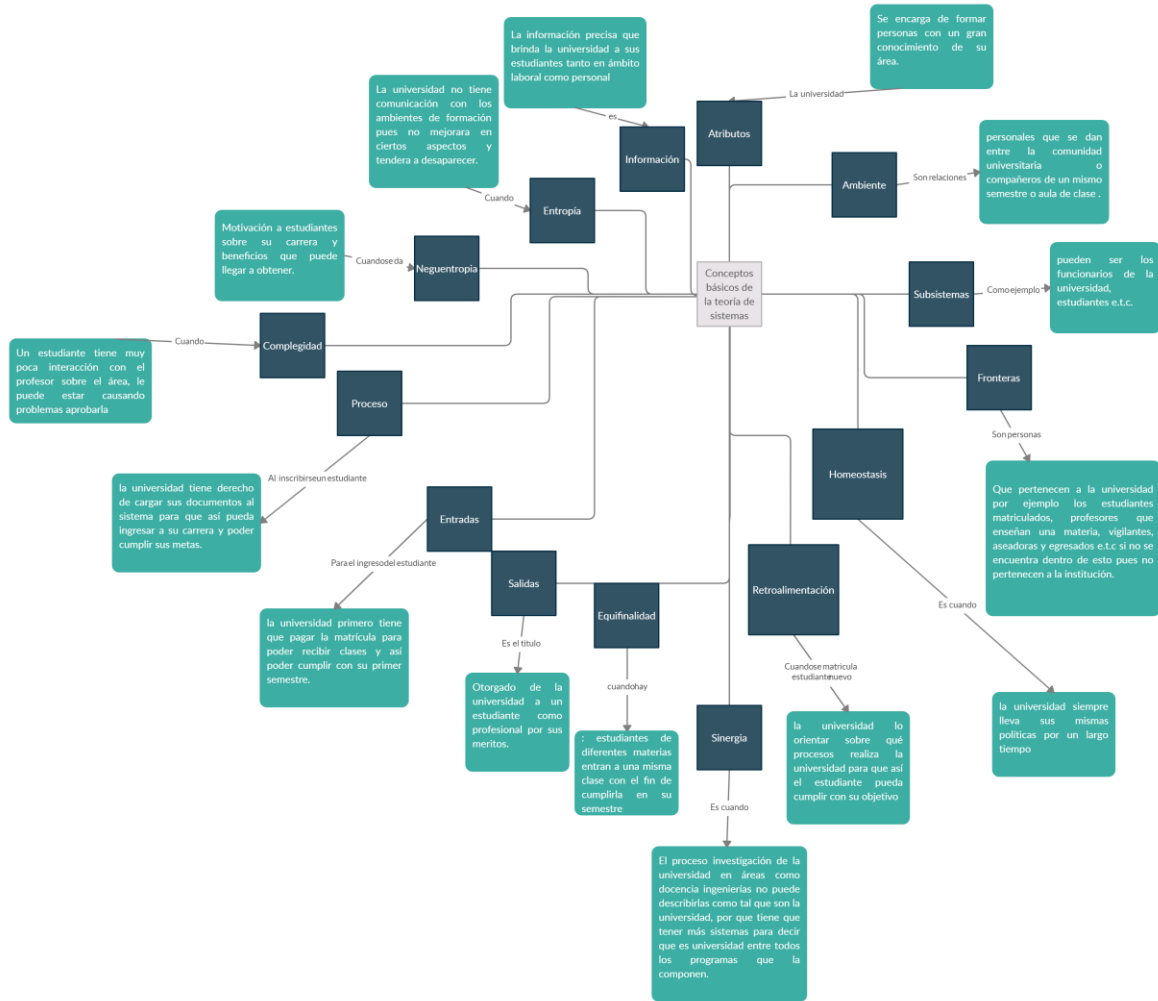 Se encarga de formar
personas con un gran
conocimiento de su
área.
La universidad
Atributos
La información precisa que
brinda la universidad a sus
estudiantes tanto en ámbito
laboral como personal
es
Información
La universidad no tiene
comunicación con los
ambientes de formación
pues no mejorara en
ciertos aspectos y
tendera a desaparecer.
Cuando
Entropía
personales que se dan
entre la comunidad
universitaria o
compañeros de un mismo
semestre o aula de clase .
Son relaciones
Ambiente
Motivación a estudiantes
sobre su carrera y
beneficios que puede
llegar a obtener.
Cuandose da
Neguentropia
Conceptos
básicos de
la teoría de
sistemas
Subsistemas
Como ejemplo
pueden ser los
funcionarios de la
universidad,
estudiantes e.t.c.
Un estudiante tiene muy
poca interacción con el
profesor sobre el área, le
puede estar causando
problemas aprobarla
Cuando
Complegidad
Fronteras
Son personas
Que pertenecen a la universidad
por ejemplo los estudiantes
matriculados, profesores que
enseñan una materia, vigilantes,
aseadoras y egresados e.t.c si no se
encuentra dentro de esto pues no
pertenecen a la institución.
Proceso
Al inscribirseun estudiante
la universidad tiene derecho
de cargar sus documentos al
sistema para que así pueda
ingresar a su carrera y poder
cumplir sus metas.
Homeostasis
Es cuando
la universidad siempre
lleva sus mismas
políticas por un largo
tiempo
Entradas
Para el ingresodel estudiante
la universidad primero tiene
que pagar la matrícula para
poder recibir clases y así
poder cumplir con su primer
semestre.
Salidas
Es el titulo
Otorgado de la
universidad a un
estudiante como
profesional por sus
meritos.
Equifinalidad
cuandohay
: estudiantes de
diferentes materias
entran a una misma
clase con el fin de
cumplirla en su
semestre
Retroalimentación
Cuandose matricula
estudiante nuevo
la universidad lo
orientar sobre qué
procesos realiza la
universidad para que así
el estudiante pueda
cumplir con su objetivo
Sinergia
Es cuando
El proceso investigación de la
universidad en áreas como
docencia ingenierías no puede
describirlas como tal que son la
universidad, por que tiene que
tener más sistemas para decir
que es universidad entre todos
los programas que la
componen.